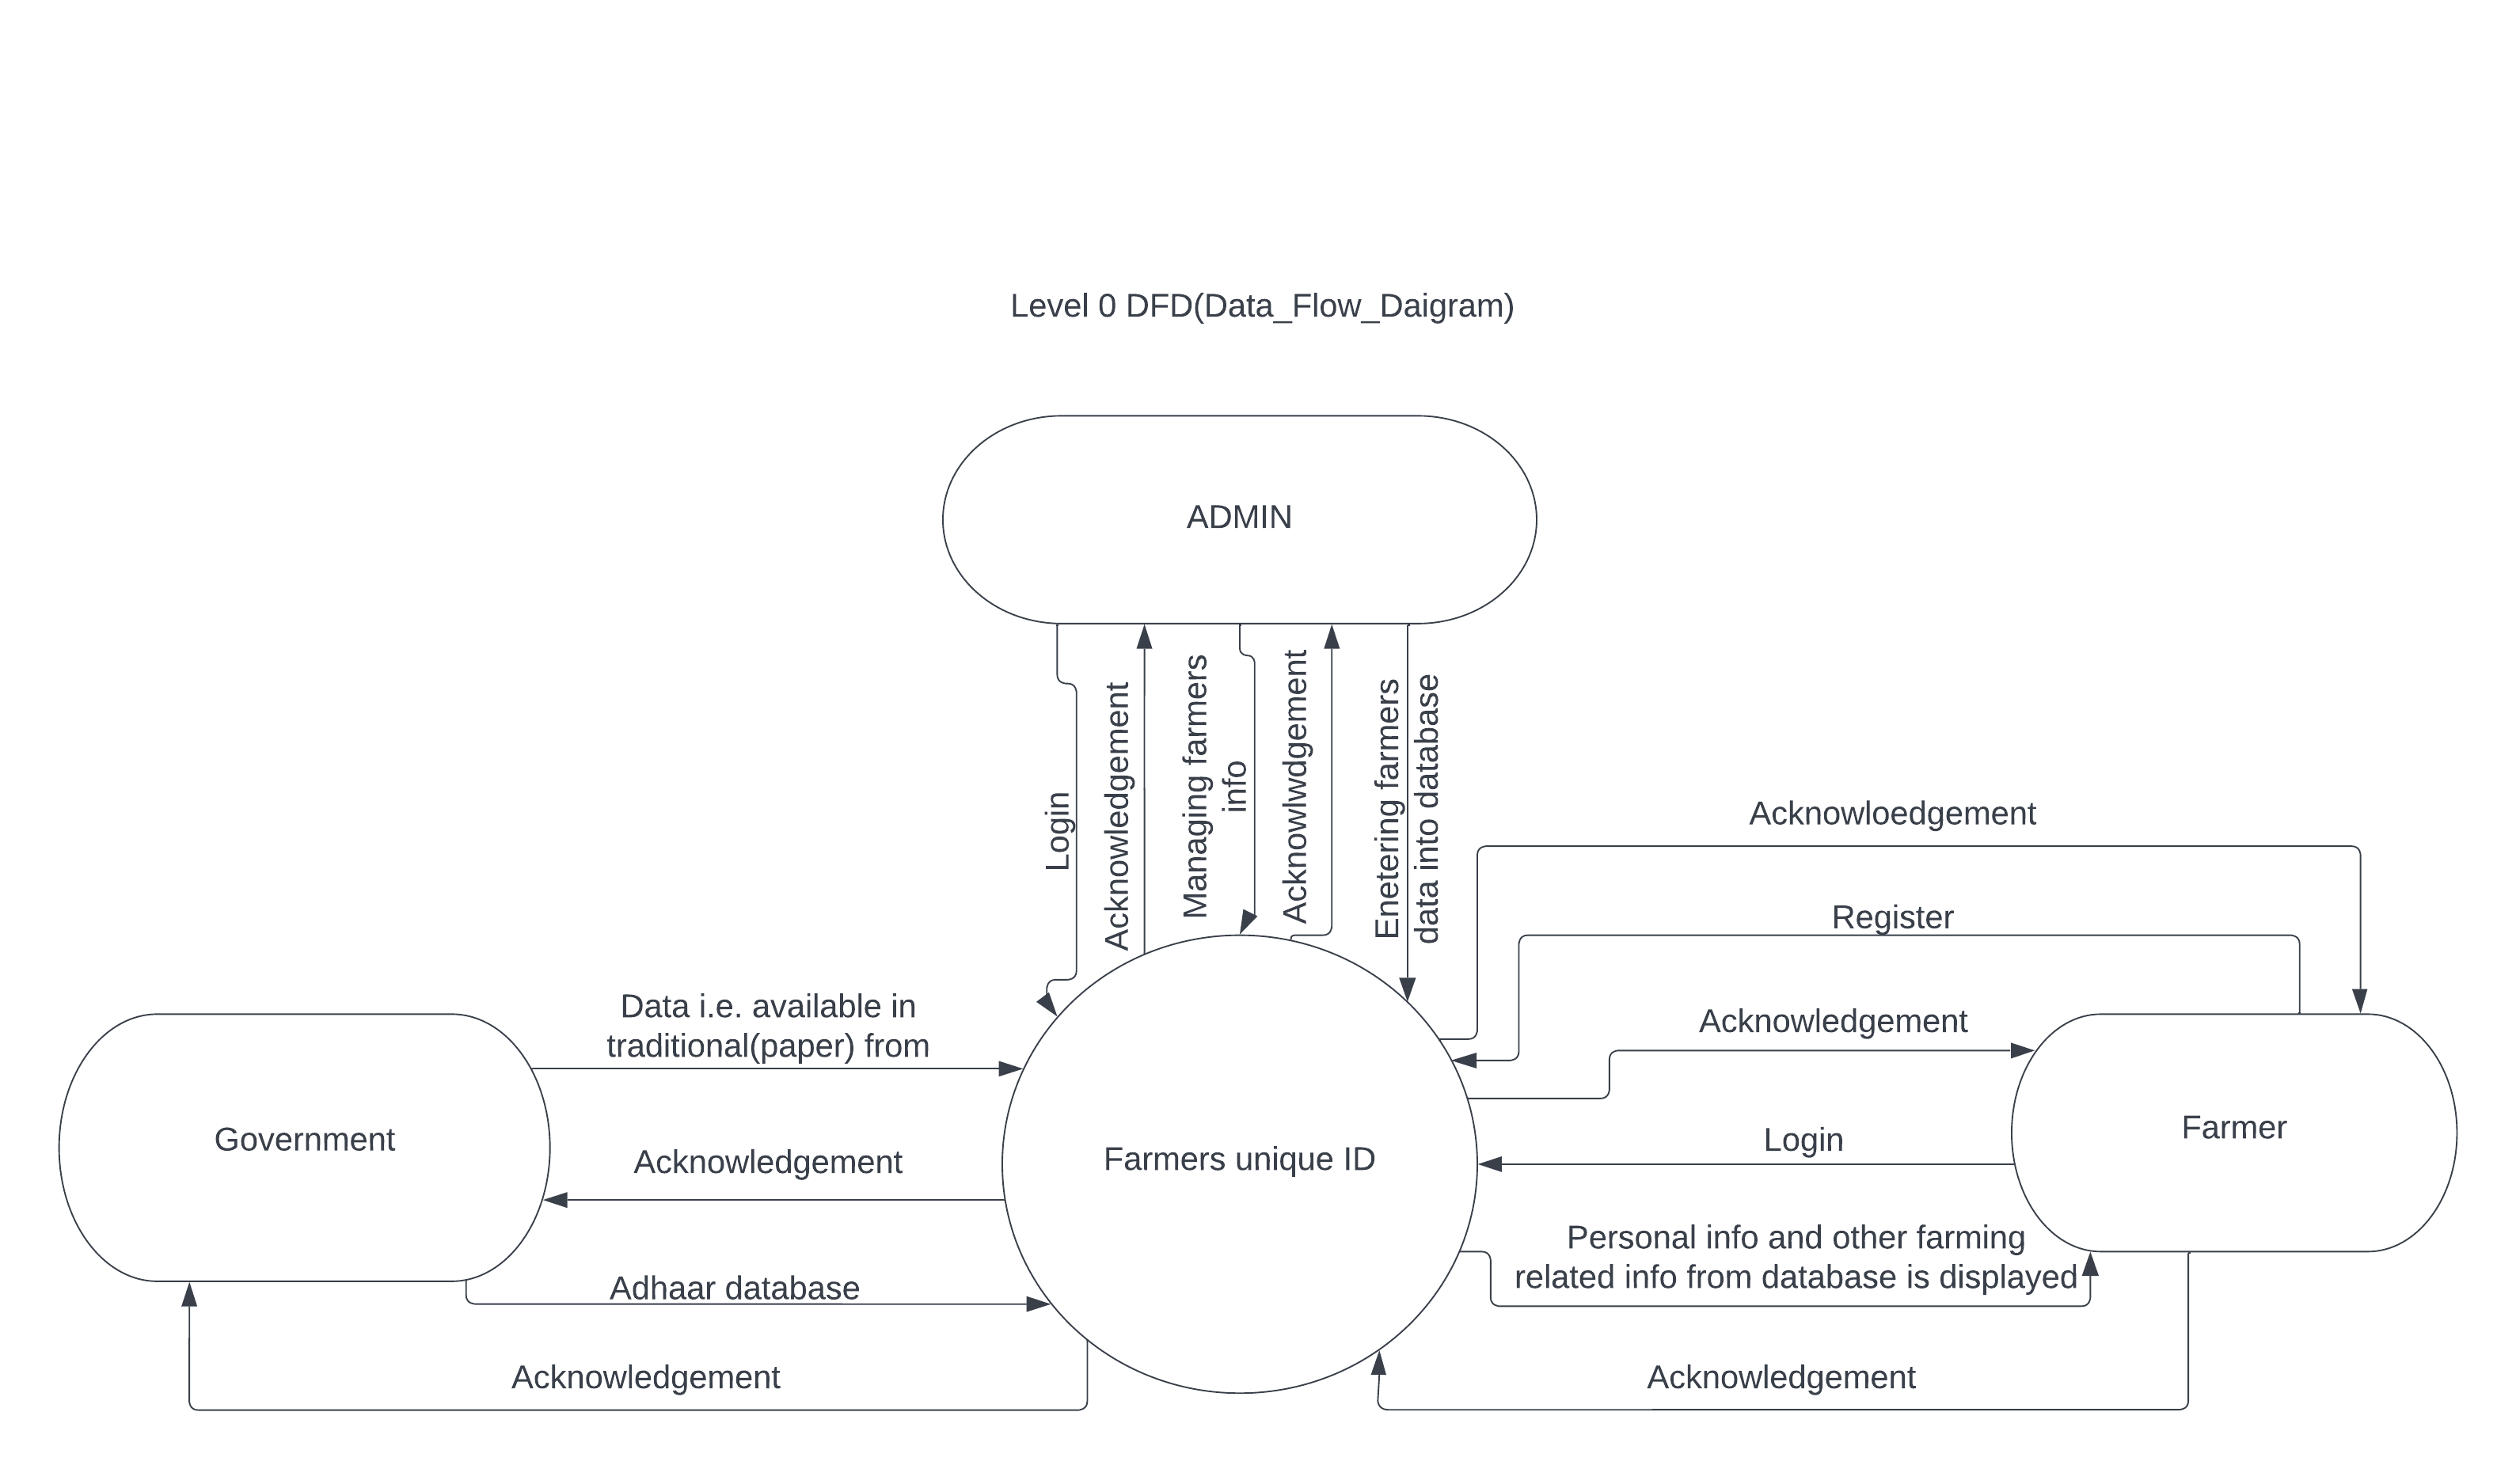 Level 0 DFD(Data_Flow_Daigram)
ADMIN
Login
Acknowledgement
Managing farmers
info
Acknowlwdgement
Enetering farmers
data into database
Acknowloedgement
Register
Acknowledgement
Login
Personal info and other farming
related info from database is displayed
Acknowledgement
Farmer
Farmers unique ID
Data i.e. available in
traditional(paper) from
Government
Acknowledgement
Adhaar database
Acknowledgement